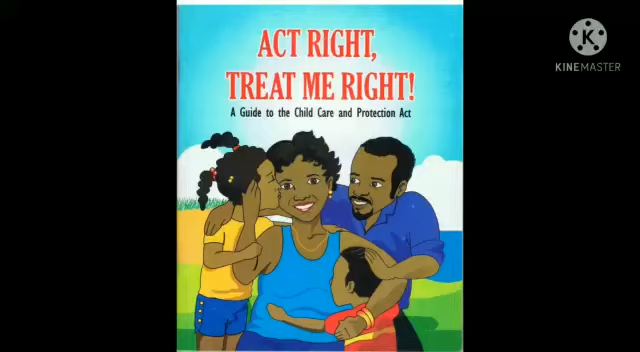 ACT RIGHT,
TREAT ME RIGHT!
A Guide to the Child Care and Protection Act
K
KINEMASTER